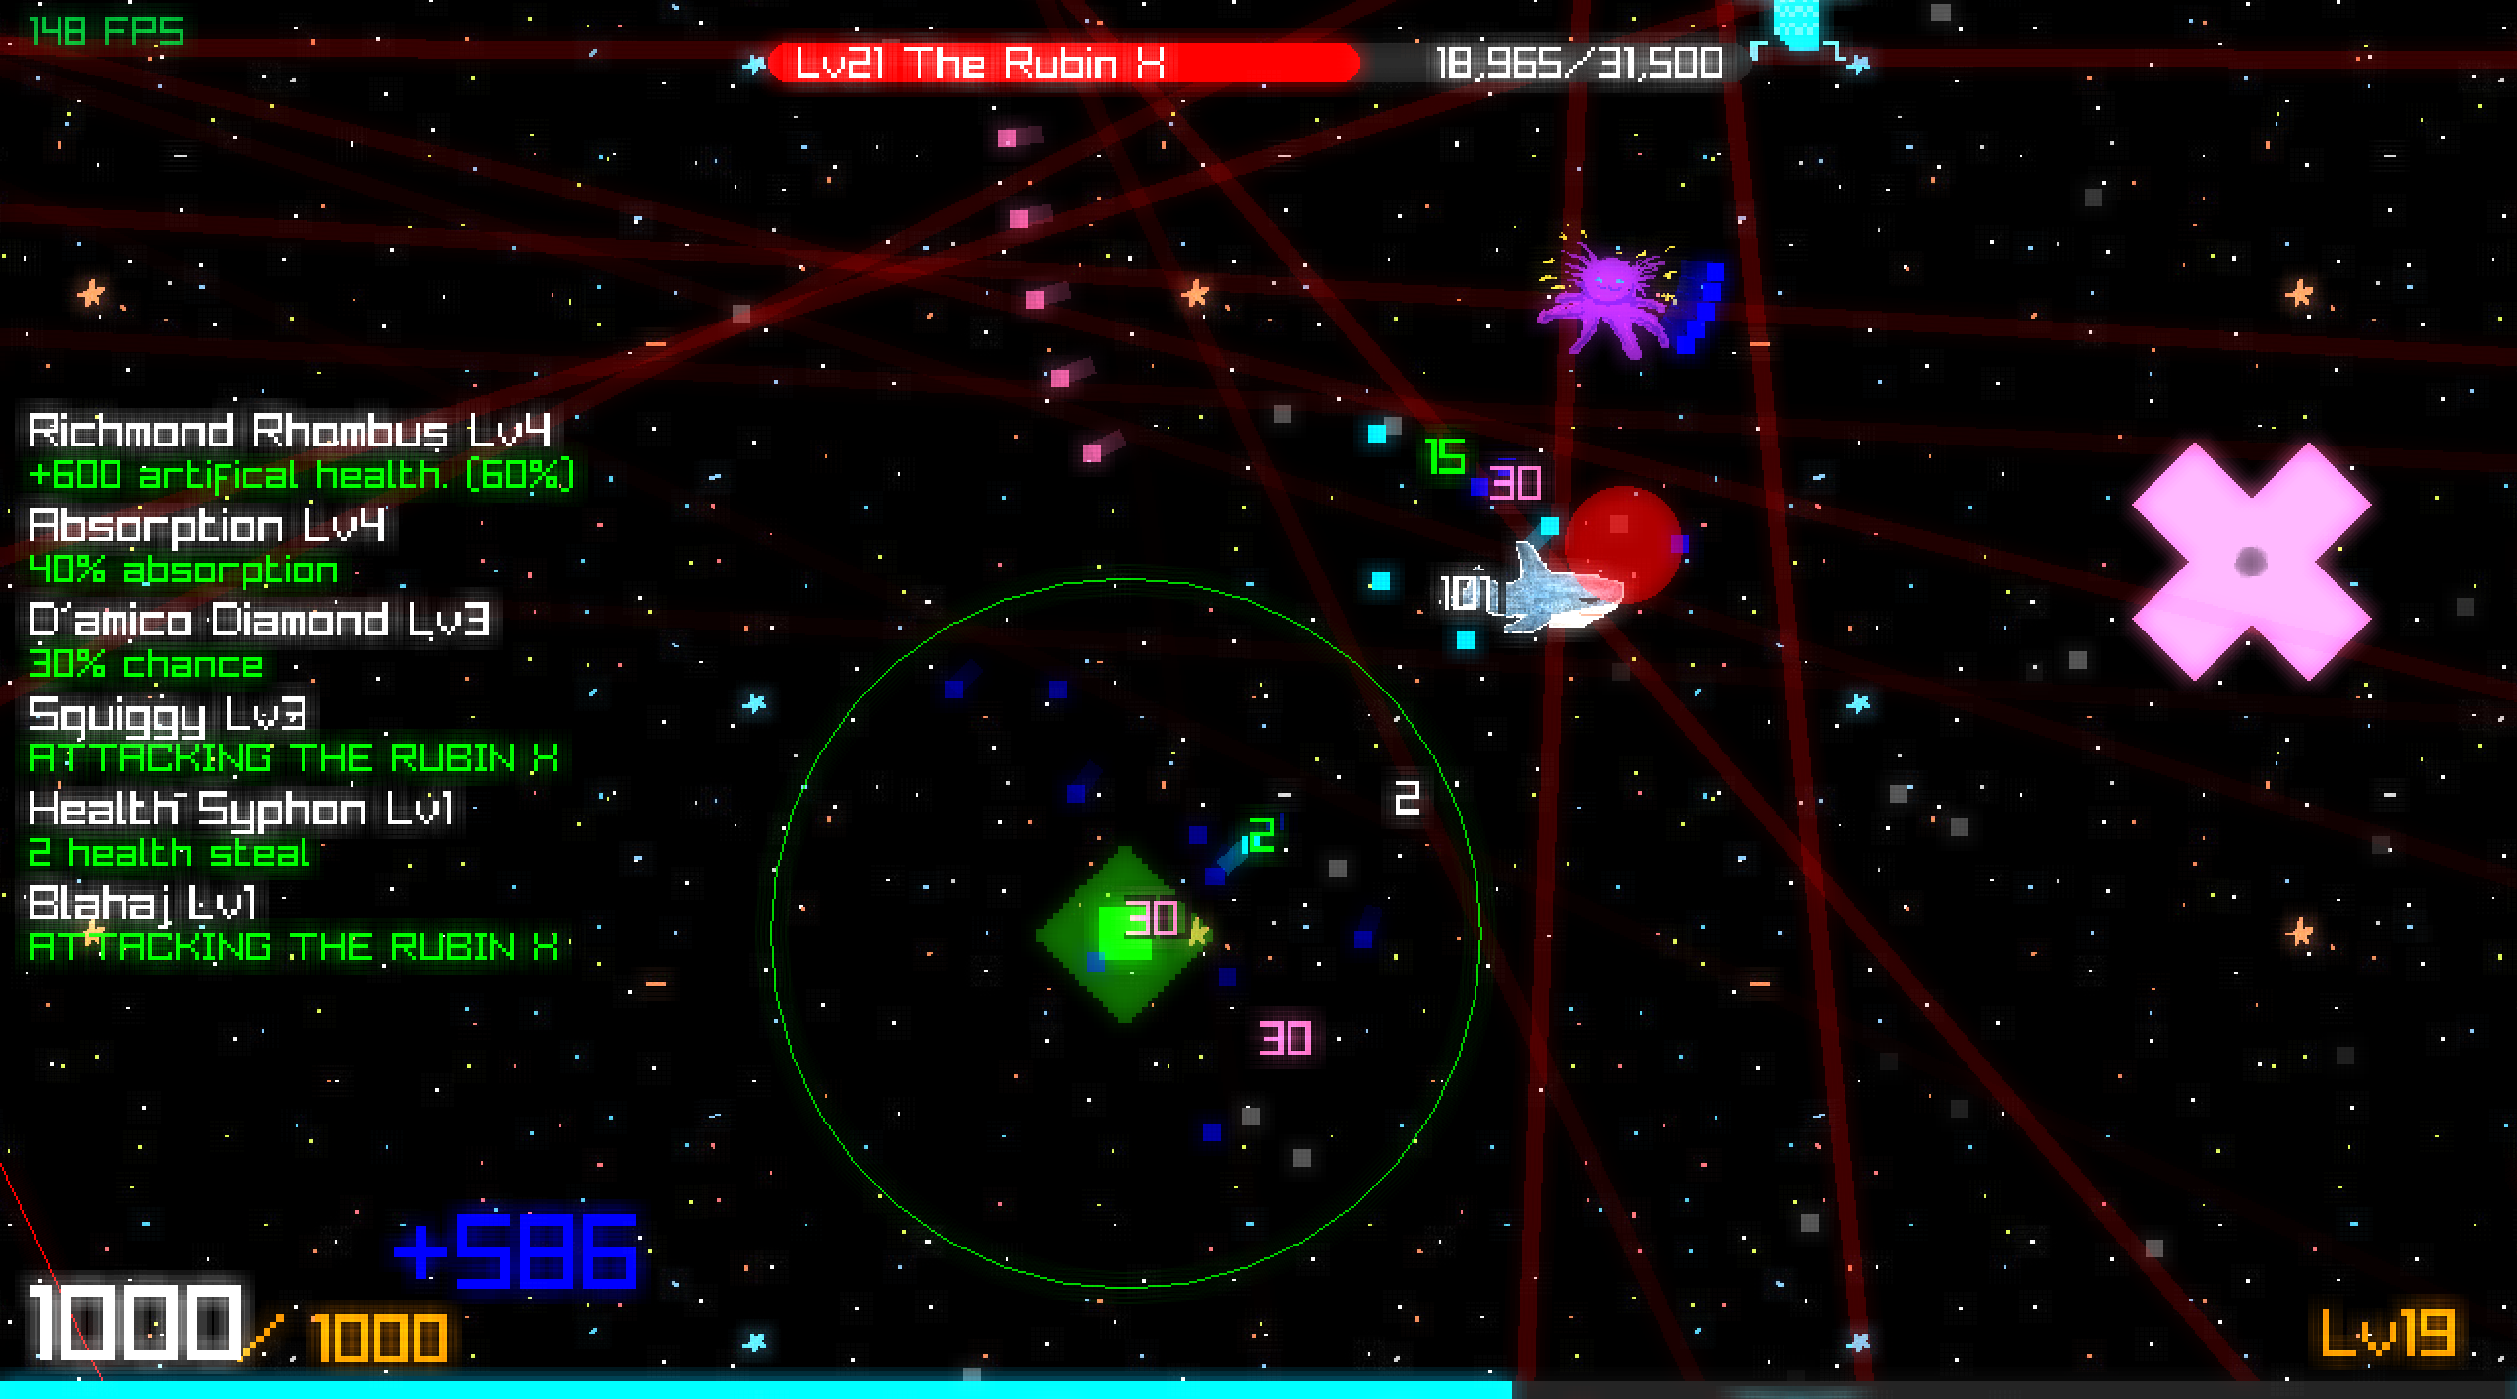 148 FPS
Lv21 The Rubin X
18,965/31,500
15
30
101
Richmond Rhombus Lv4
+600 artifical health. (60%)
Absorption Lv4
40% absorption
D'amico Diamond Lv3
30% chance
Squiggy Lv3
ATTACKING THE RUBIN X
Health Syphon Lv1
2 health steal
Blahaj Lv1
ATTACKING THE RUBIN X
2
2
30
30
+586
1000/1000
Lv19